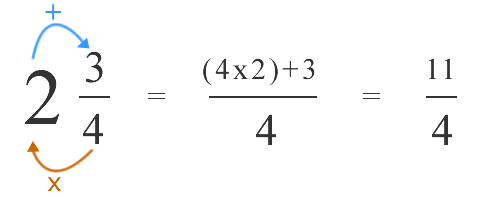 +
2 3/4 = (4x2)+3/4 = 11/4
x